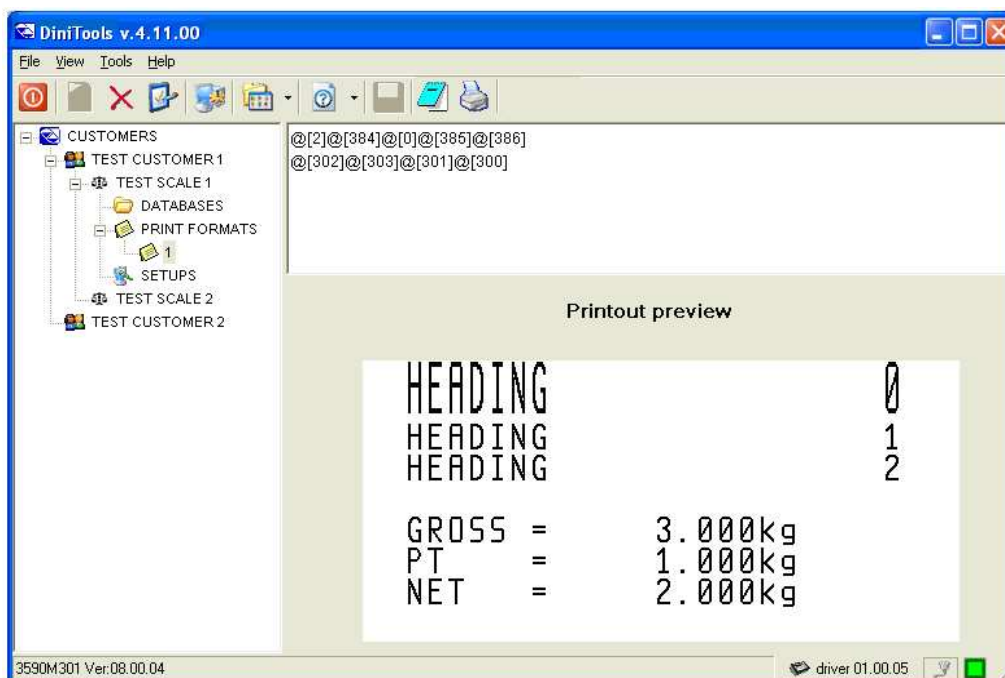 DiniTools v.4.11.00
File View Tools Help
CUSTOMERS
TEST CUSTOMER 1
TEST SCALE 1
DATABASES
PRINT FORMATS
1
SETUPS
TEST SCALE 2
TEST CUSTOMER 2
@[2]@[384]@[0]@[385]@[386]
@[302]@[303]@[301]@[300]
Printout preview
HEADING 0
HEADING 1
HEADING 2
GROSS = 3.000kg
PT = 1.000kg
NET = 2.000kg
3590M301 Ver:08.00.04
driver 01.00.05